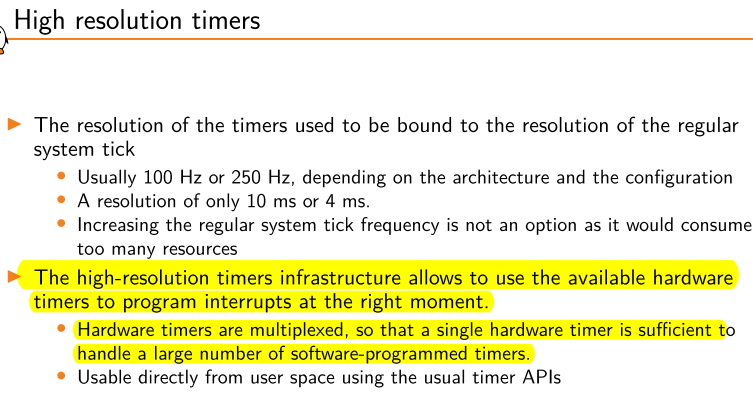 High resolution timers
The resolution of the timers used to be bound to the resolution of the regular
system tick
Usually 100 Hz or 250 Hz, depending on the architecture and the configuration
A resolution of only 10 ms or 4 ms.
Increasing the regular system tick frequency is not an option as it would consume
too many resources
The high-resolution timers infrastructure allows to use the available hardware
timers to program interrupts at the right moment.
Hardware timers are multiplexed, so that a single hardware timer is sufficient to
handle a large number of software-programmed timers.
Usable directly from user space using the usual timer APIs